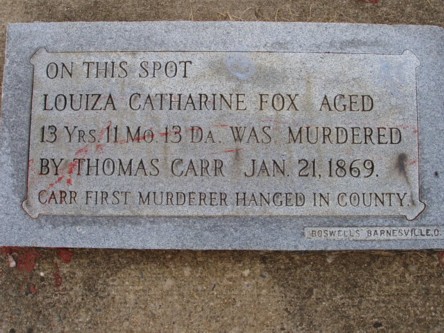 ON THIS SPOT
LOUIZA CATHARINE FOX AGED
13 YRS. 11 MO. 13 DA. WAS MURDERED
BY THOMAS CARR JAN. 21, 1869.
CARR FIRST MURDERER HANGED IN COUNTY.
BOSWELLS BARNESVILLE, O.